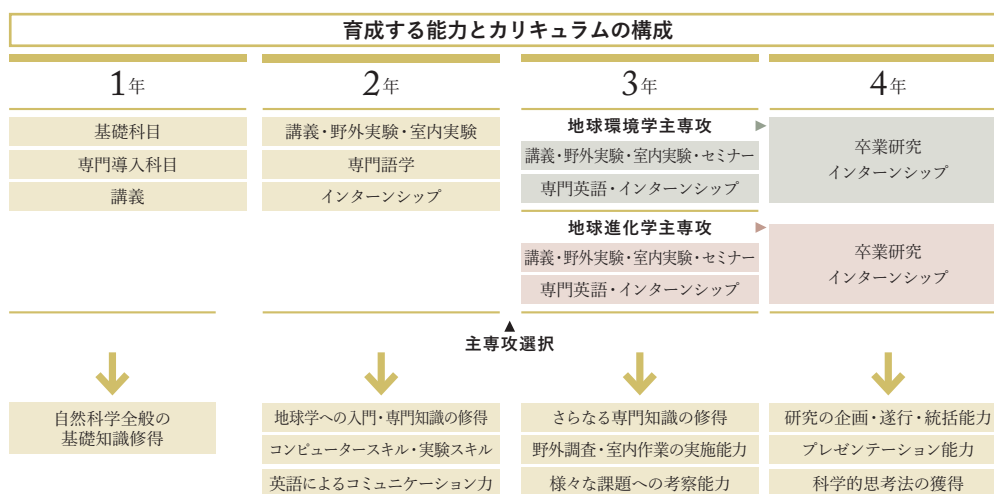 育成する能力とカリキュラムの構成
1年
基礎科目
専門導入科目
講義
2年
講義・野外実験・室内実験
専門語学
インターンシップ
3年
地球環境学主専攻
講義・野外実験・室内実験・セミナー
専門英語・インターンシップ
地球進化学主専攻
講義・野外実験・室内実験・セミナー
専門英語・インターンシップ
4年
卒業研究
インターンシップ
卒業研究
インターンシップ
主専攻選択
自然科学全般の
基礎知識修得
地球学への入門・専門知識の修得
コンピュータースキル・実験スキル
英語によるコミュニケーション力
さらなる専門知識の修得
野外調査・室内作業の実施能力
様々な課題への考察能力
研究の企画・遂行・統括能力
プレゼンテーション能力
科学的思考法の獲得